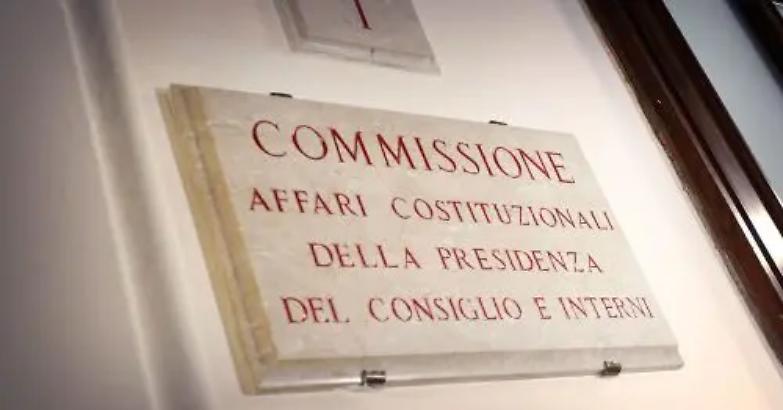 I
COMMISSIONE
AFFARI COSTITUZIONALI
DELLA PRESIDENZA
DEL CONSIGLIO E INTERNI